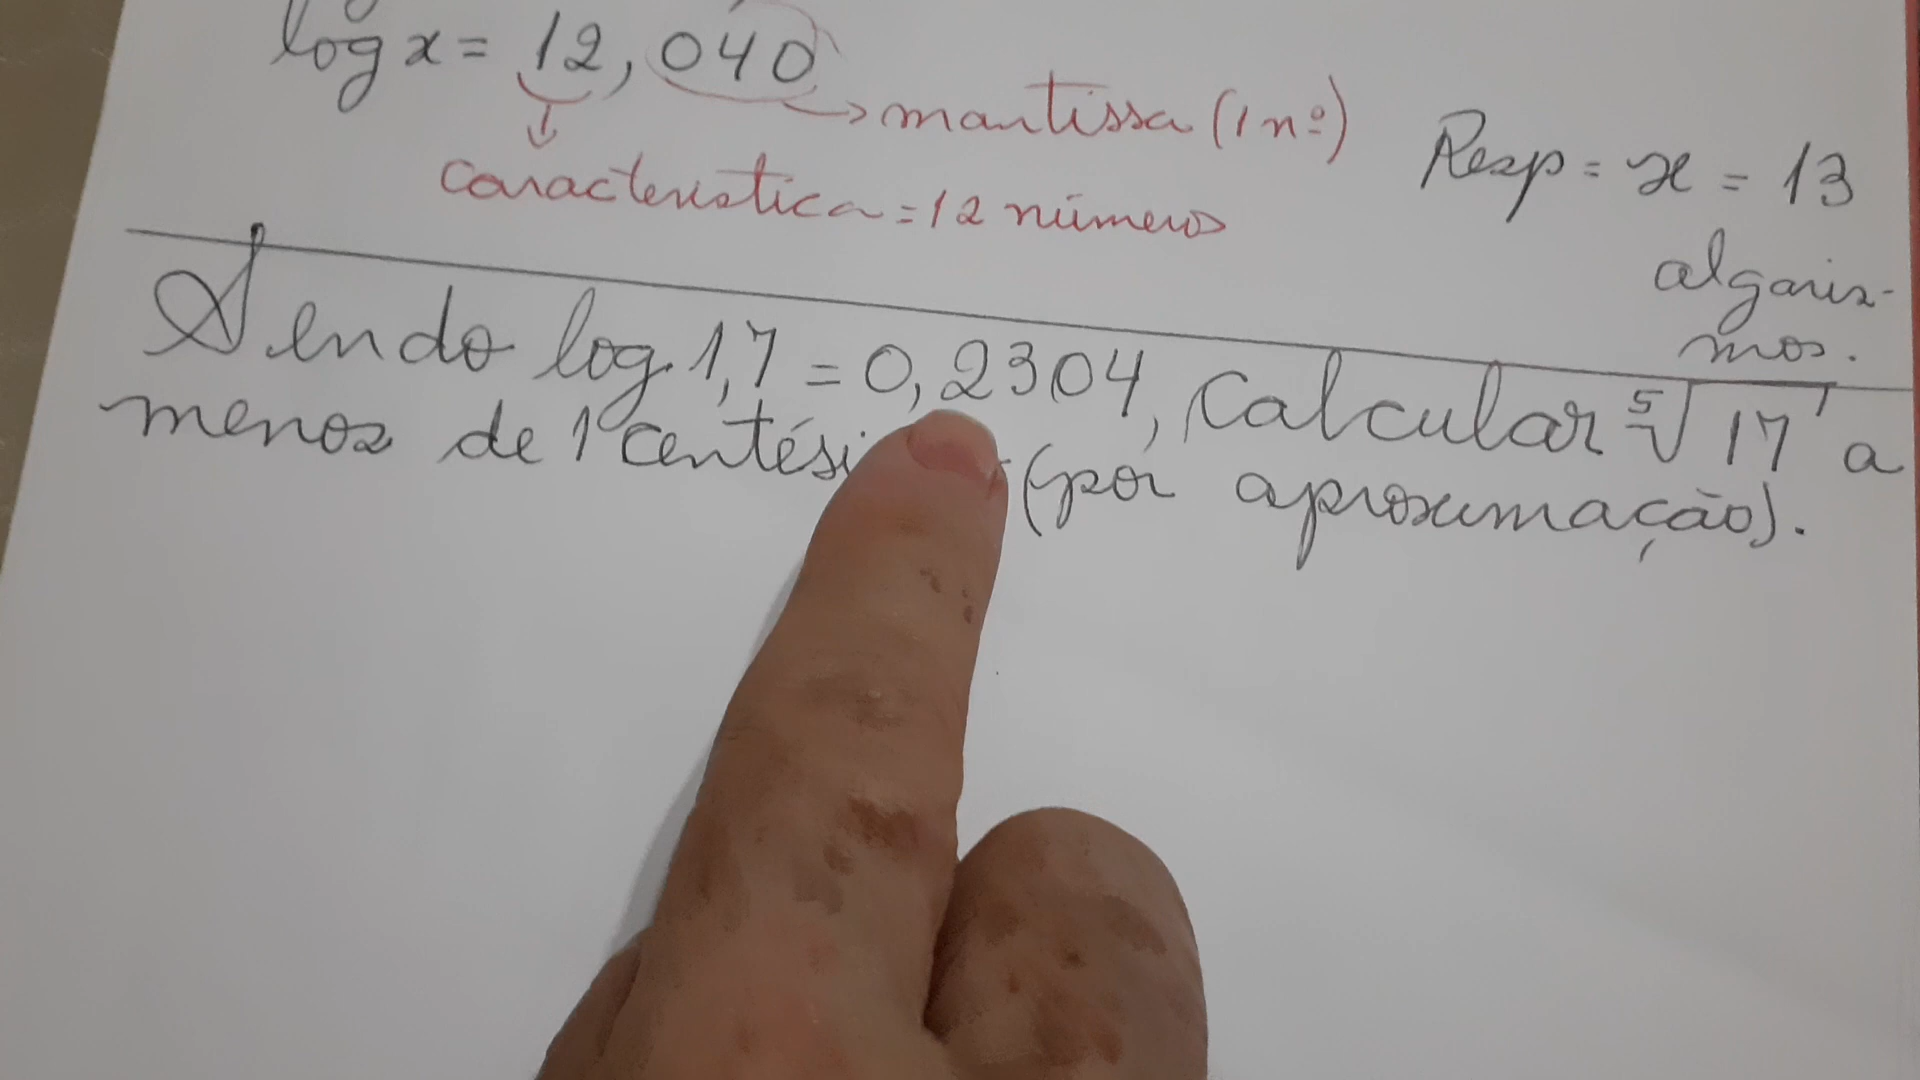 log x = 12,040
mantissa (1 nº)
característica = 12 números
Resp = x = 13
algaris-
mos.
Sendo log 1,7 = 0,2304, Calcular ⁵√17 a
menos de 1 centési (por aproximação).